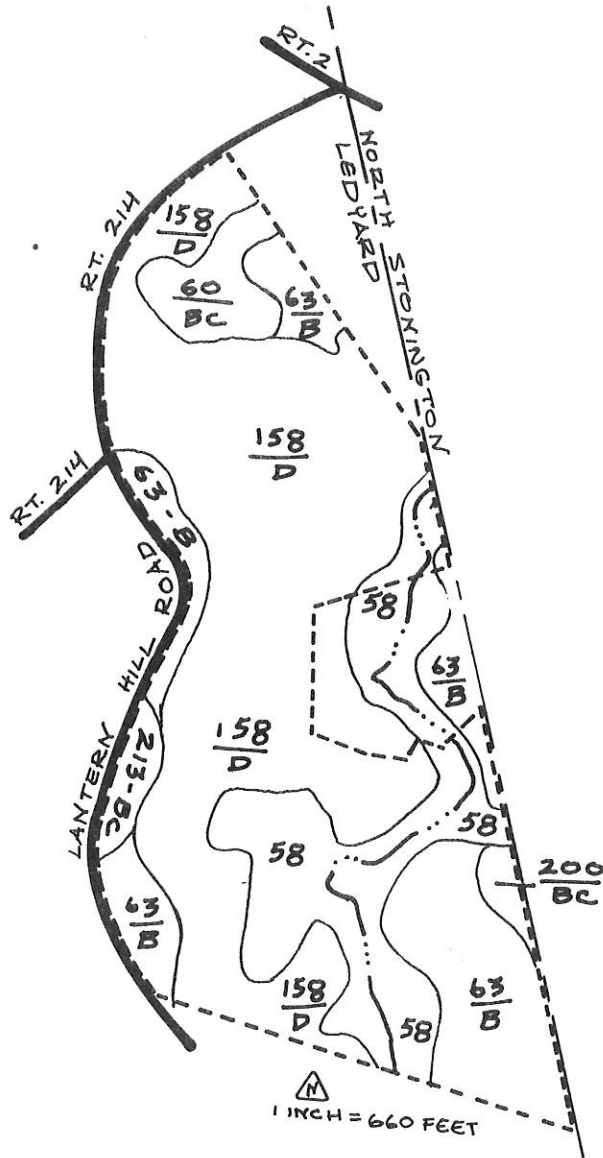 RT. 2
NORTH STONINGTON
LEDYARD
RT. 214
158
D
60
BC
63
B
158
D
RT. 214
63 - B
58
LANTERN HILL ROAD
63
B
158
D
213-BC
58
58
200
BC
63
B
158
D
58
63
B
N
1 INCH = 660 FEET